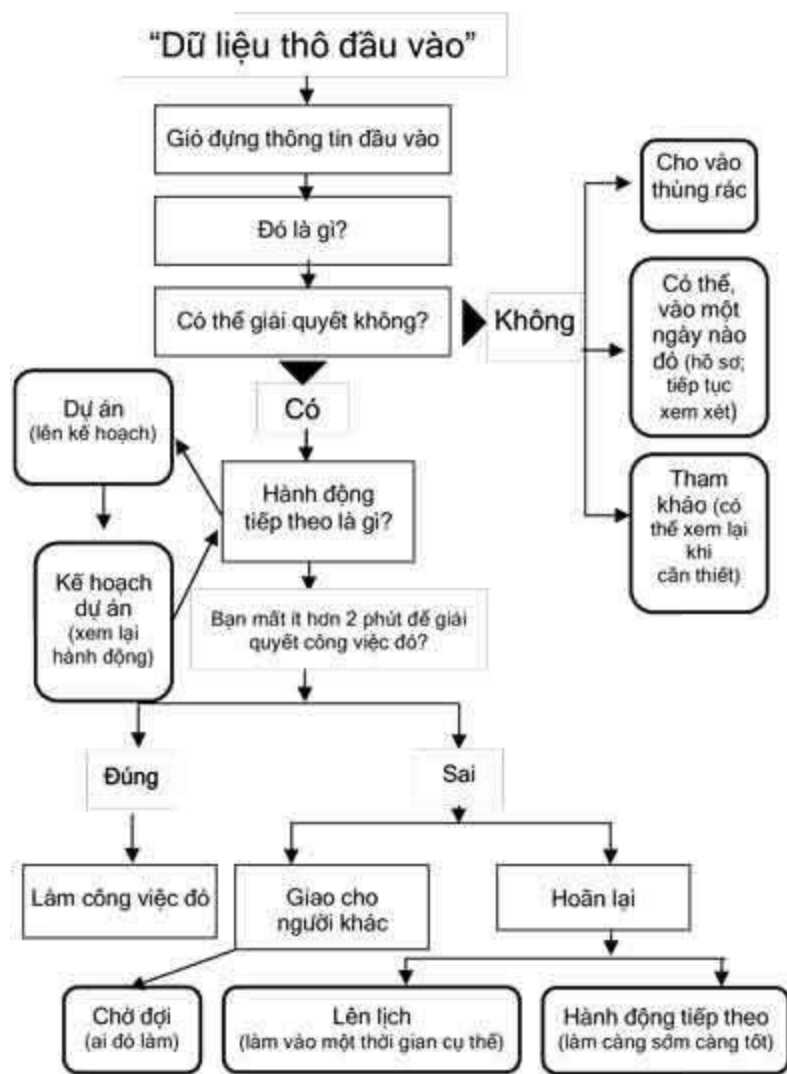 “Dữ liệu thô đầu vào”
Giỏ đựng thông tin đầu vào
Đó là gì?
Có thể giải quyết không?
Không
Cho vào
thùng rác
Có thể,
vào một
ngày nào
đó (hồ sơ;
tiếp tục
xem xét)
Tham
khảo (có
thể xem lại
khi
cần thiết)
Có
Dự án
(lên kế hoạch)
Hành động
tiếp theo là gì?
Kế hoạch
dự án
(xem lại
hành động)
Bạn mất ít hơn 2 phút để giải
quyết công việc đó?
Đúng
Sai
Làm công việc đó
Giao cho
người khác
Hoãn lại
Chờ đợi
(ai đó làm)
Lên lịch
(làm vào một thời gian cụ thể)
Hành động tiếp theo
(làm càng sớm càng tốt)